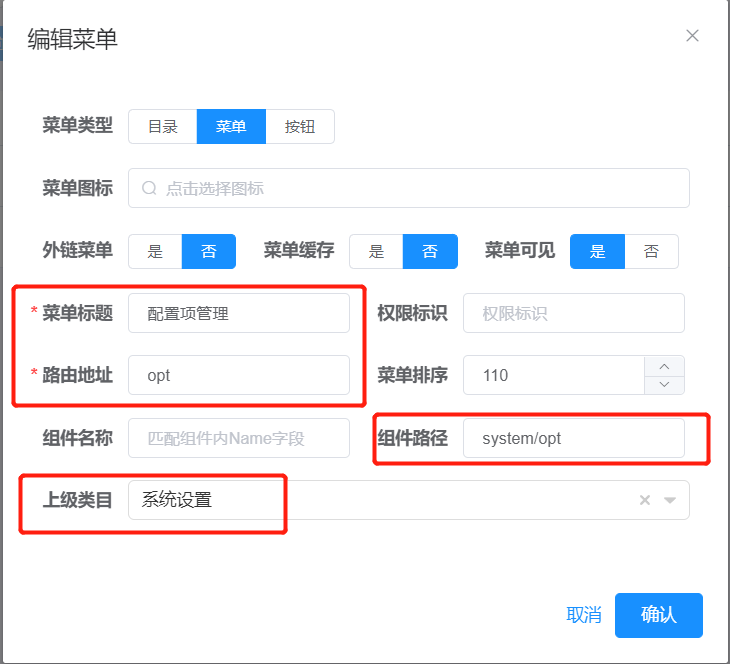 编辑菜单
菜单类型 目录 菜单 按钮
菜单图标 点击选择图标
外链菜单 是 否 菜单缓存 是 否 菜单可见 是 否
* 菜单标题 配置项管理 权限标识 权限标识
* 路由地址 opt 菜单排序 110
组件名称 匹配组件内Name字段 组件路径 system/opt
上级类目 系统设置
取消 确认